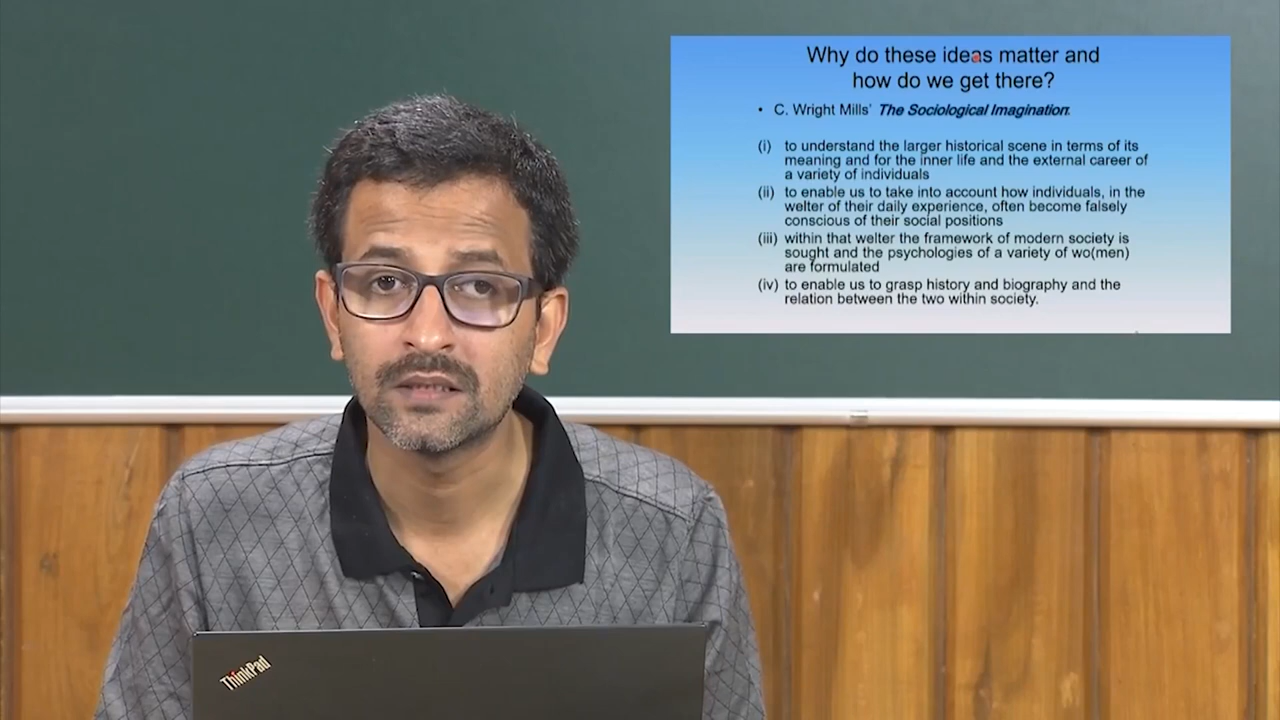 Why do these ideas matter and
how do we get there?
• C. Wright Mills' The Sociological Imagination:
(i) to understand the larger historical scene in terms of its
meaning and for the inner life and the external career of
a variety of individuals
(ii) to enable us to take into account how individuals, in the
welter of their daily experience, often become falsely
conscious of their social positions
(iii) within that welter the framework of modern society is
sought and the psychologies of a variety of wo(men)
are formulated
(iv) to enable us to grasp history and biography and the
relation between the two within society.
ThinkPad